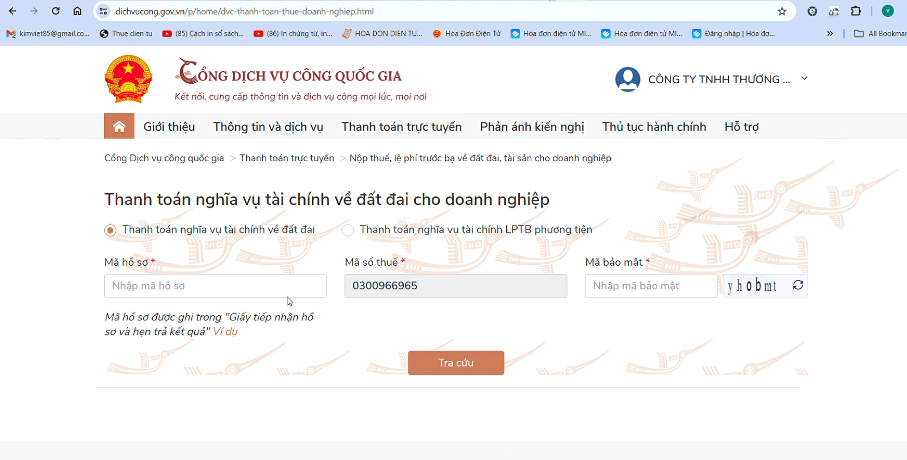 dichvucong.gov.vn/p/home/dvc-thanh-toan-thue-doanh-nghiep.html
kimviet85@gmail.co... Thue dien tu (85) Cách in sổ sách... (86) In chứng từ, in... HOA DON DIEN TU... Hóa Đơn Điện Tử Hóa đơn điện tử MI... Hóa đơn điện tử MI... Đăng nhập | Hóa đơ... » All Bookmar
CỔNG DỊCH VỤ CÔNG QUỐC GIA
Kết nối, cung cấp thông tin và dịch vụ công mọi lúc, mọi nơi
CÔNG TY TNHH THƯƠNG ...
Giới thiệu Thông tin và dịch vụ Thanh toán trực tuyến Phản ánh kiến nghị Thủ tục hành chính Hỗ trợ
Cổng Dịch vụ công quốc gia > Thanh toán trực tuyến > Nộp thuế, lệ phí trước bạ về đất đai, tài sản cho doanh nghiệp
Thanh toán nghĩa vụ tài chính về đất đai cho doanh nghiệp
Thanh toán nghĩa vụ tài chính về đất đai Thanh toán nghĩa vụ tài chính LPTB phương tiện
Mã hồ sơ * Mã số thuế * Mã bảo mật *
Nhập mã hồ sơ 0300966965 Nhập mã bảo mật yhobmt
Mã hồ sơ được ghi trong "Giấy tiếp nhận hồ
sơ và hẹn trả kết quả" Ví dụ
Tra cứu